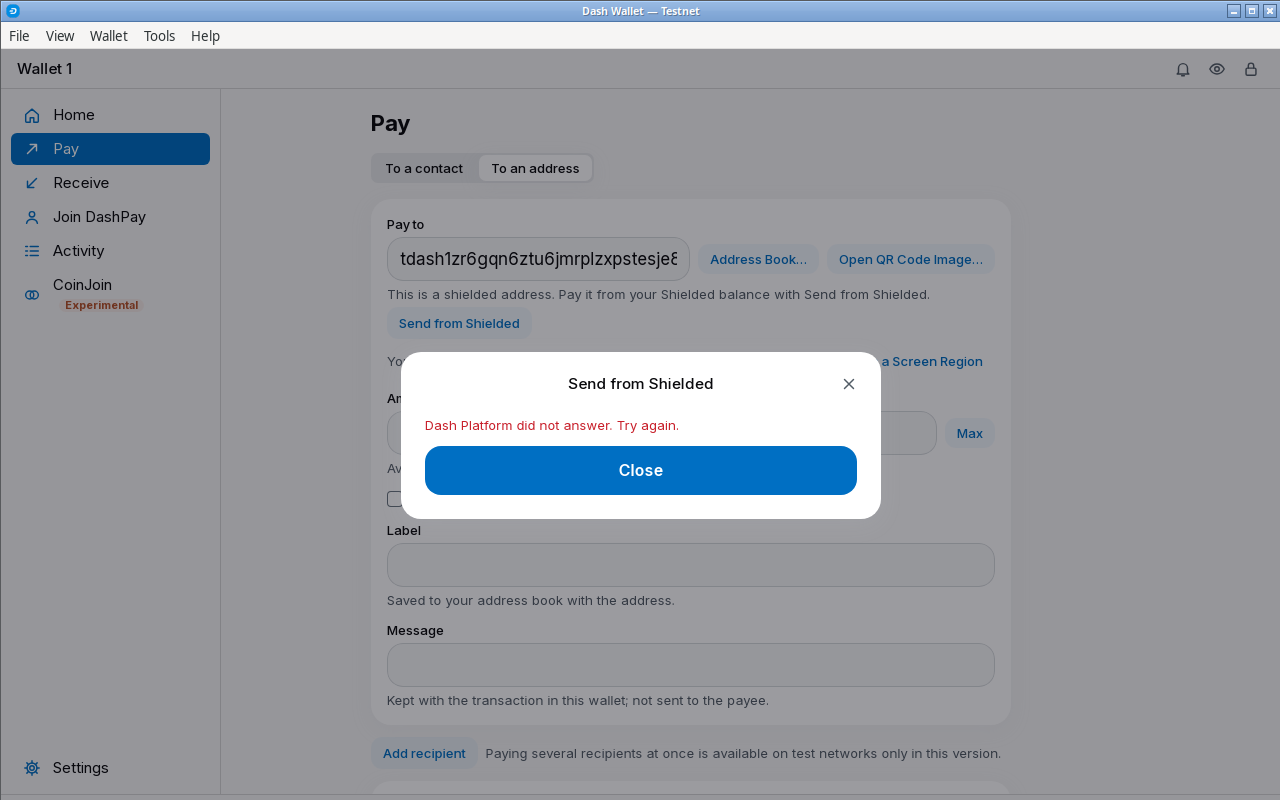 Dash Wallet — Testnet
File View Wallet Tools Help
Wallet 1
Home
Pay
Receive
Join DashPay
Activity
CoinJoin
Experimental
Settings
Pay
To a contact To an address
Pay to
tdash1zr6gqn6ztu6jmrplzxpstesje8 Address Book… Open QR Code Image…
This is a shielded address. Pay it from your Shielded balance with Send from Shielded.
Send from Shielded
a Screen Region
Send from Shielded
Dash Platform did not answer. Try again.
Close
Max
Label
Saved to your address book with the address.
Message
Kept with the transaction in this wallet; not sent to the payee.
Add recipient Paying several recipients at once is available on test networks only in this version.